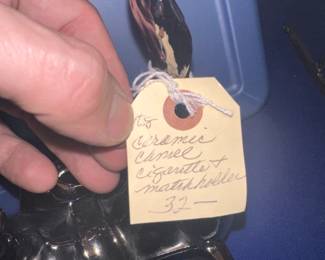 ceramic
camel
cigarette +
match holder
32 —